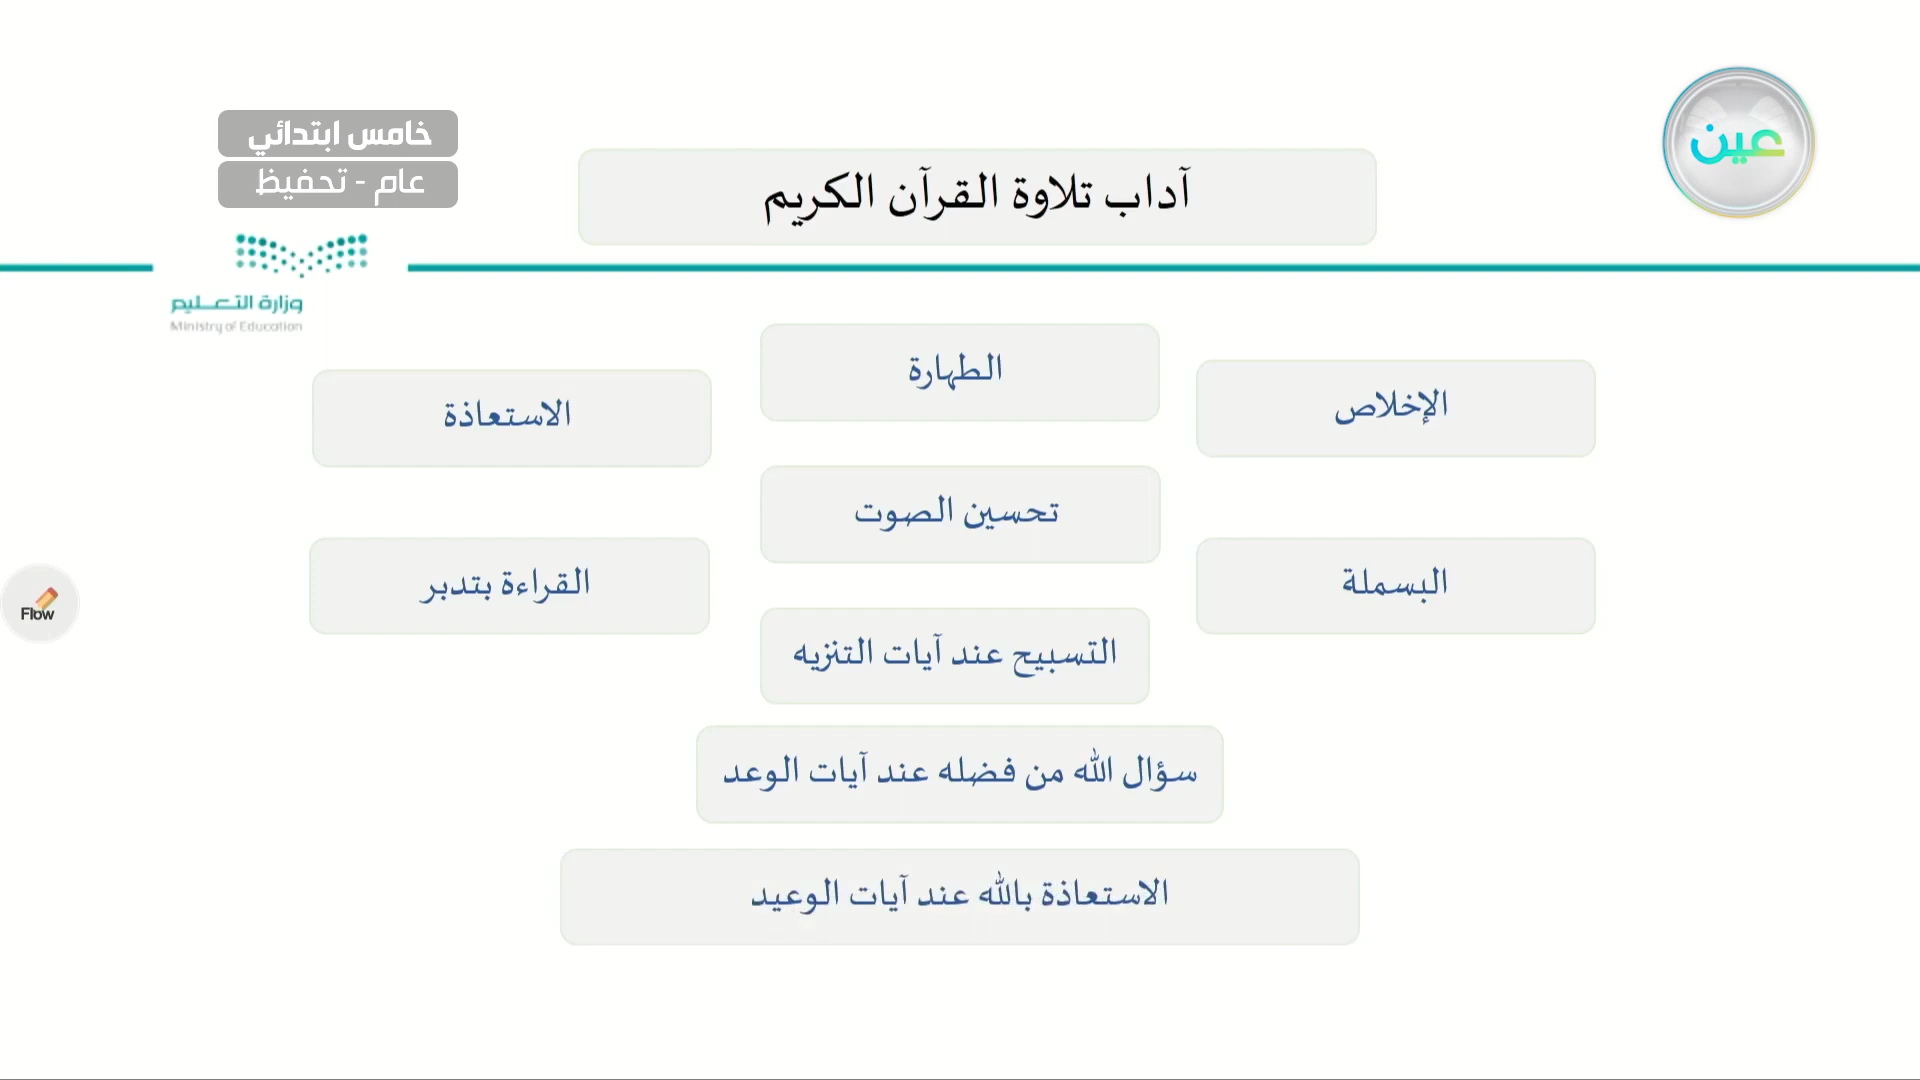 عين
خامس ابتدائي
عام - تحفيظ
آداب تلاوة القرآن الكريم
وزارة التعليم
Ministry of Education
الإخلاص
الطهارة
الاستعاذة
تحسين الصوت
البسملة
القراءة بتدبر
التسبيح عند آيات التنزيه
سؤال الله من فضله عند آيات الوعد
الاستعاذة بالله عند آيات الوعيد
Flow